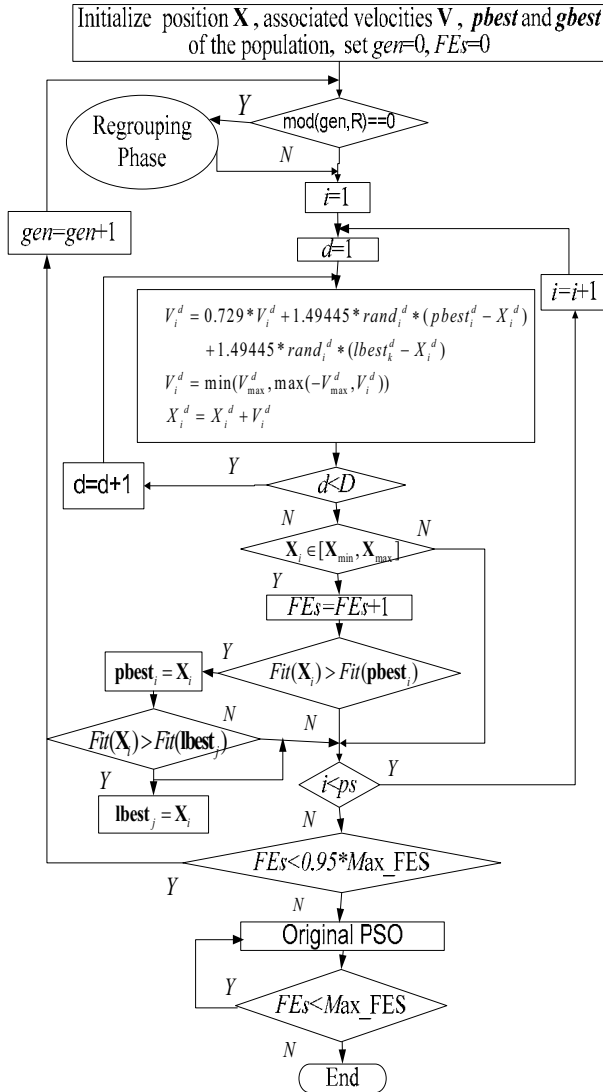 Initialize position X, associated velocities V, pbest and gbest
of the population, set gen=0, FEs=0
Y
mod(gen,R)==0
Regrouping
Phase
N
i=1
gen=gen+1
d=1
i=i+1
V_i^d = 0.729*V_i^d +1.49445*rand_i^d *(pbest_i^d − X_i^d)
+1.49445*rand_i^d *(lbest_k^d − X_i^d)
V_i^d = min(V_max^d, max(−V_max^d, V_i^d))
X_i^d = X_i^d + V_i^d
Y
d=d+1
d<D
N
N
X_i ∈[X_min, X_max]
Y
FEs=FEs+1
Y
pbest_i = X_i
Fit(X_i)>Fit(pbest_i)
N
N
Fit(X_i)>Fit(lbest_j)
Y
i<ps
Y
lbest_j = X_i
N
FEs<0.95*Max_FES
Y
N
Original PSO
Y
FEs<Max_FES
N
End